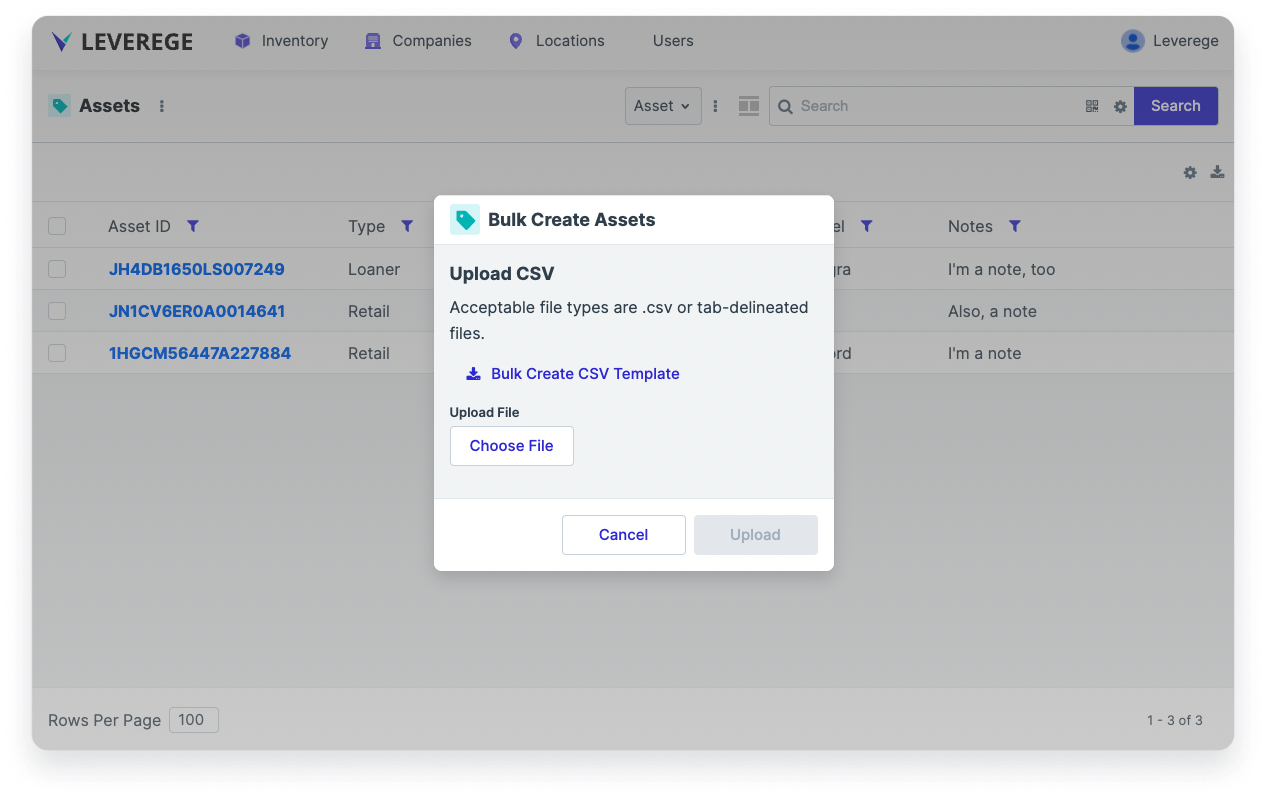 LEVEREGE Inventory Companies Locations Users Leverege
Assets Asset Search Search
Asset ID Type el Notes
JH4DB1650LS007249 Loaner gra I'm a note, too
JN1CV6ER0A0014641 Retail Also, a note
1HGCM56447A227884 Retail ord I'm a note
Bulk Create Assets
Upload CSV
Acceptable file types are .csv or tab-delineated
files.
Bulk Create CSV Template
Upload File
Choose File
Cancel Upload
Rows Per Page 100 1 - 3 of 3